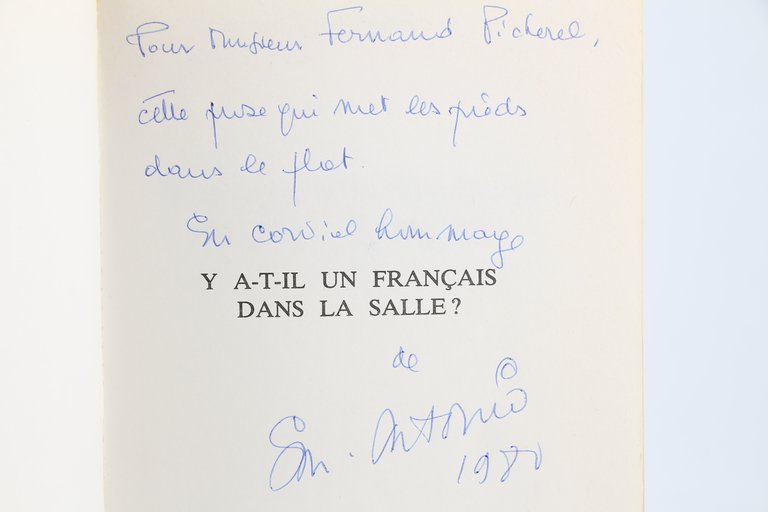 Pour Monsieur Fernand Picherel,
cette prose qui met les pieds
dans le plat.
En cordiel hommage
Y A-T-IL UN FRANÇAIS
DANS LA SALLE ?
de
San-Antonio
1980